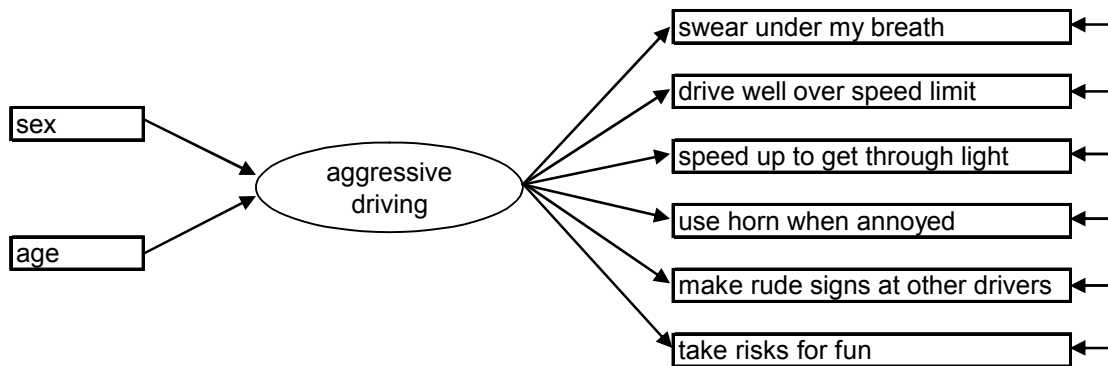 sex
age
aggressive
driving
swear under my breath
drive well over speed limit
speed up to get through light
use horn when annoyed
make rude signs at other drivers
take risks for fun